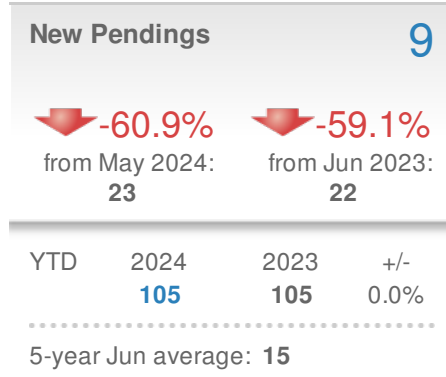 New Pendings 9
-60.9% -59.1%
from May 2024: from Jun 2023:
23 22
YTD 2024 2023 +/-
105 105 0.0%
5-year Jun average: 15